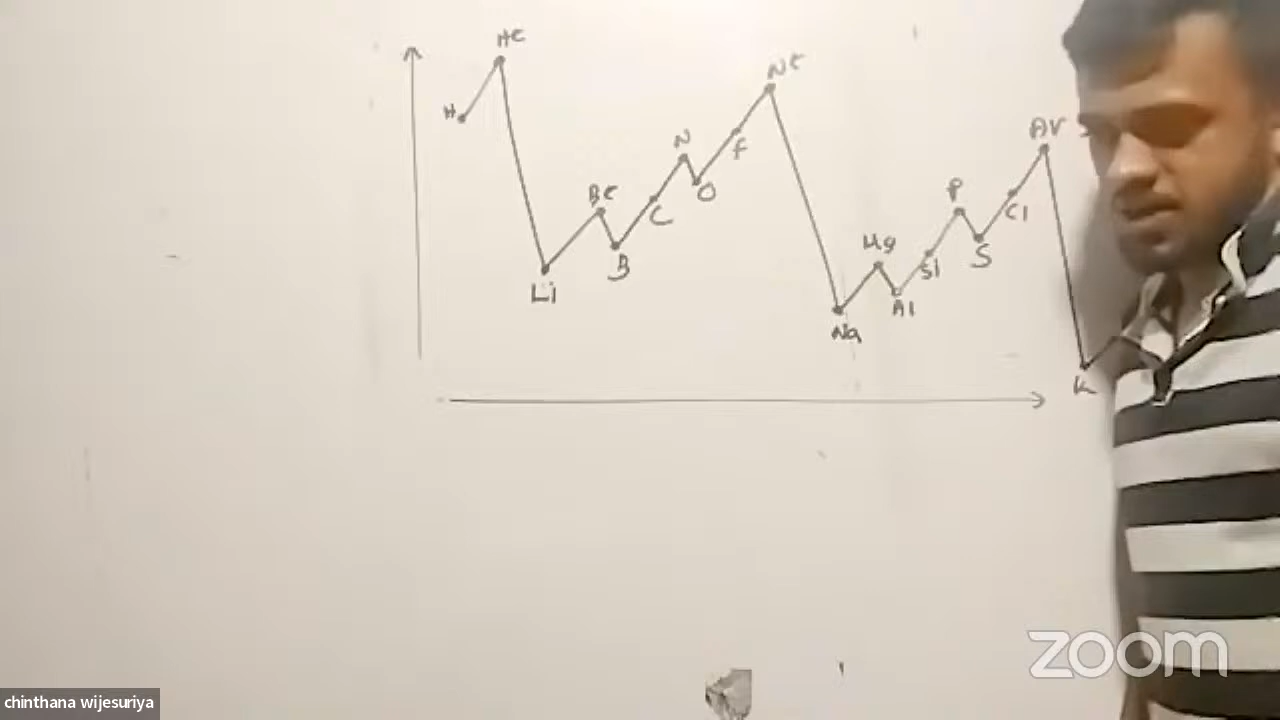 He
H
Ne
N
F
Be
O
C
B
Li
Ar
P
Cl
Mg
S
Si
Al
Na
K
zoom
chinthana wijesuriya